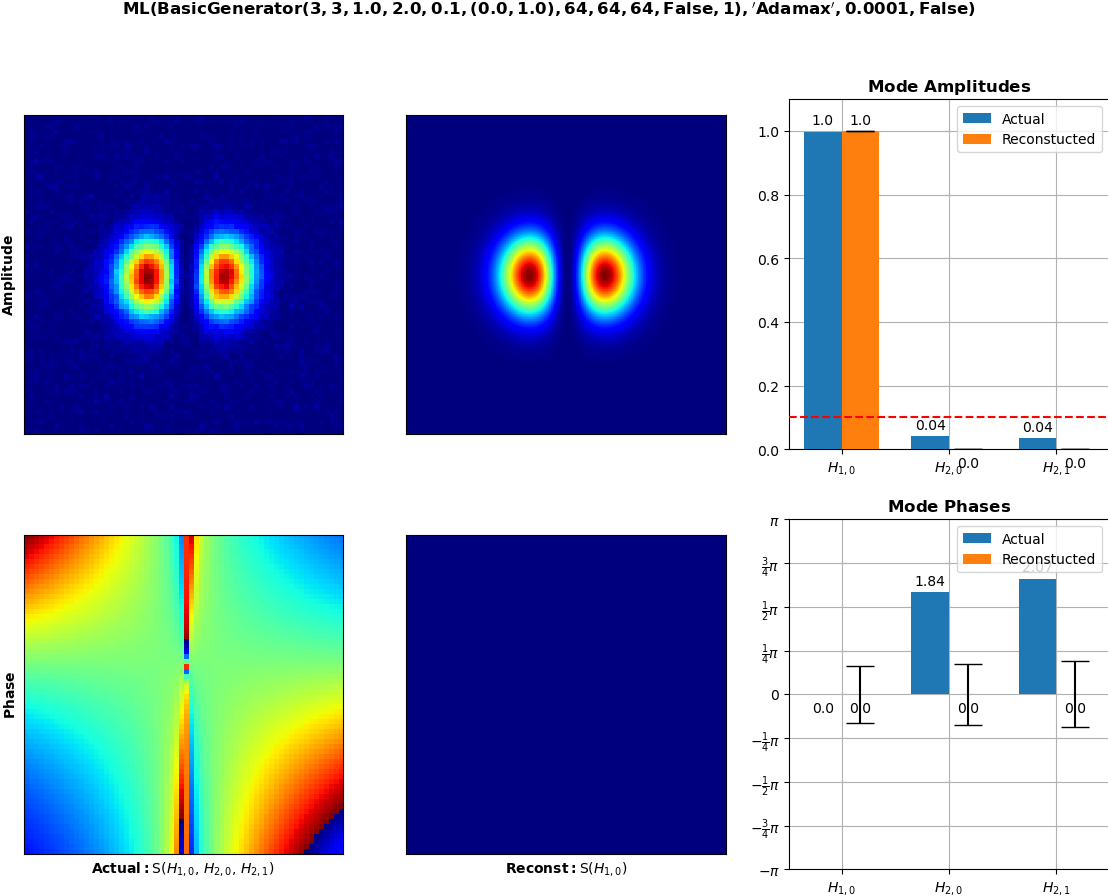 ML(BasicGenerator(3, 3, 1.0, 2.0, 0.1, (0.0, 1.0), 64, 64, 64, False, 1), ′Adamax′, 0.0001, False)
Amplitude
Mode Amplitudes
Actual
Reconstucted
1.0
1.0
0.04
0.0
0.04
0.0
1.0
0.8
0.6
0.4
0.2
0.0
H1,0
H2,0
H2,1
Phase
Actual: S(H1,0, H2,0, H2,1)
Reconst: S(H1,0)
Mode Phases
Actual
Reconstucted
0.0
0.0
1.84
0.0
2.07
0.0
π
3/4π
1/2π
1/4π
0
−1/4π
−1/2π
−3/4π
−π
H1,0
H2,0
H2,1